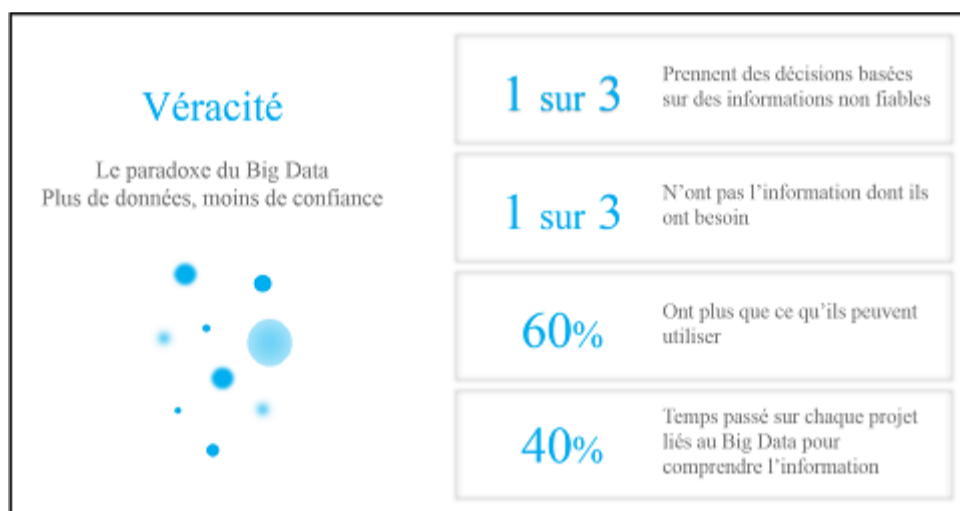 Véracité
Le paradoxe du Big Data
Plus de données, moins de confiance
1 sur 3
Prennent des décisions basées
sur des informations non fiables
1 sur 3
N’ont pas l’information dont ils
ont besoin
60%
Ont plus que ce qu’ils peuvent
utiliser
40%
Temps passé sur chaque projet
liés au Big Data pour
comprendre l’information